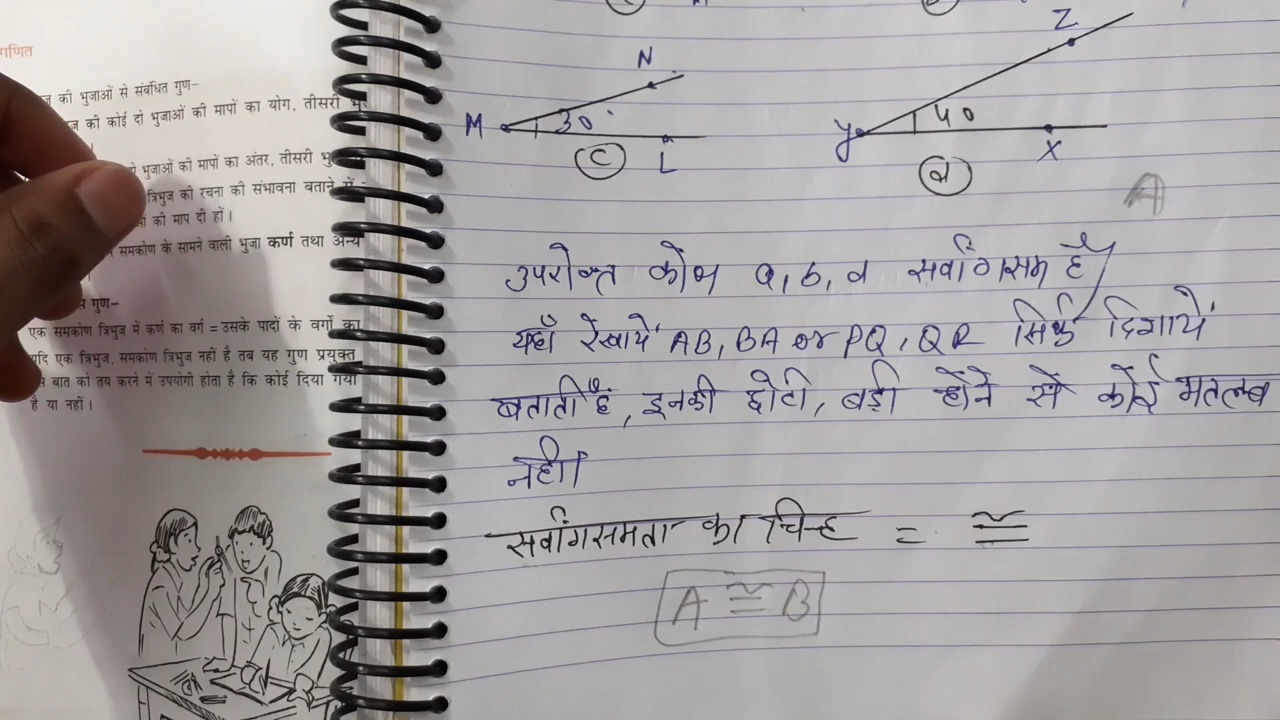 गणित
की भुजाओं से संबंधित गुण–
की कोई दो भुजाओं की मापों का योग, तीसरी
भुजाओं की मापों का अंतर, तीसरी
त्रिभुज की रचना की संभावना बताने में
की माप दी हों।
समकोण के सामने वाली भुजा कर्ण तथा अन्य
गुण–
एक समकोण त्रिभुज में कर्ण का वर्ग = उसके पादों के वर्गों का
यदि एक त्रिभुज, समकोण त्रिभुज नहीं है तब यह गुण प्रयुक्त
बात को तय करने में उपयोगी होता है कि कोई दिया गया
है या नहीं।
N
M 30°
L
c
Z
Y 40
X
d
A
उपरोक्त कोण a, b, d सर्वांगसम है।
यहाँ रेखायें AB, BA or PQ, QR सिर्फ दिशायें
बताती हैं, इनकी छोटी, बड़ी होंने से कोई मतलब
नहीं।
सर्वांगसमता का चिन्ह = ≅
A ≅ B